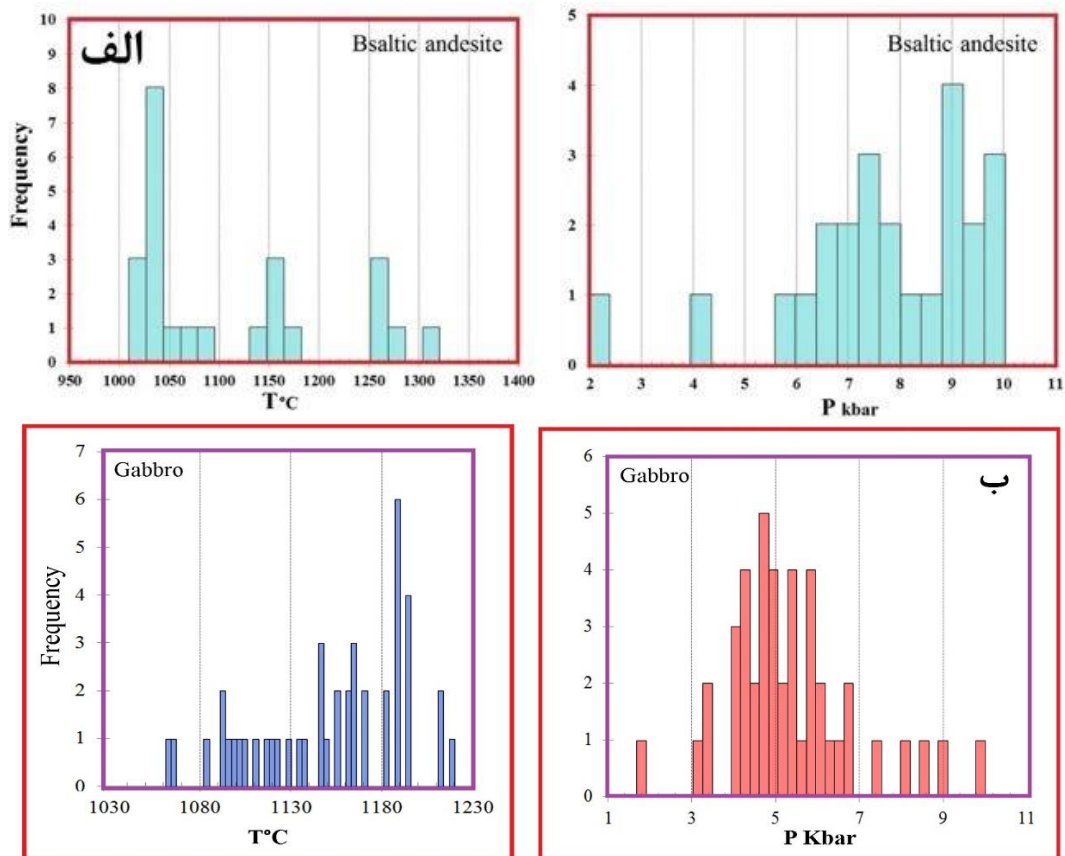 الف
Bsaltic andesite
Frequency
10
9
8
7
6
5
4
3
2
1
0
950 1000 1050 1100 1150 1200 1250 1300 1350 1400
T°C
Bsaltic andesite
5
4
3
2
1
0
2 3 4 5 6 7 8 9 10 11
P kbar
Gabbro
Frequency
7
6
5
4
3
2
1
0
1030 1080 1130 1180 1230
T°C
Gabbro
ب
6
5
4
3
2
1
0
1 3 5 7 9 11
P Kbar